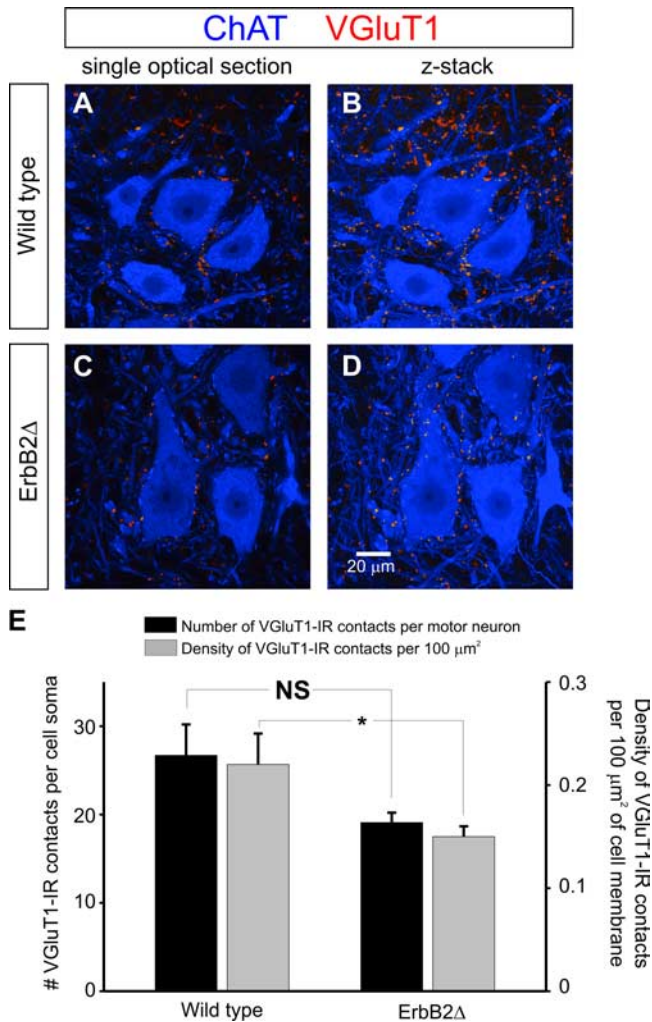 ChAT VGluT1
single optical section
z-stack
Wild type
A
B
ErbB2Δ
C
D
20 μm
E
Number of VGluT1-IR contacts per motor neuron
Density of VGluT1-IR contacts per 100 μm²
# VGluT1-IR contacts per cell soma
30
20
10
0
NS
*
0.3
0.2
0.1
0
Density of VGluT1-IR contacts
per 100 μm² of cell membrane
Wild type
ErbB2Δ